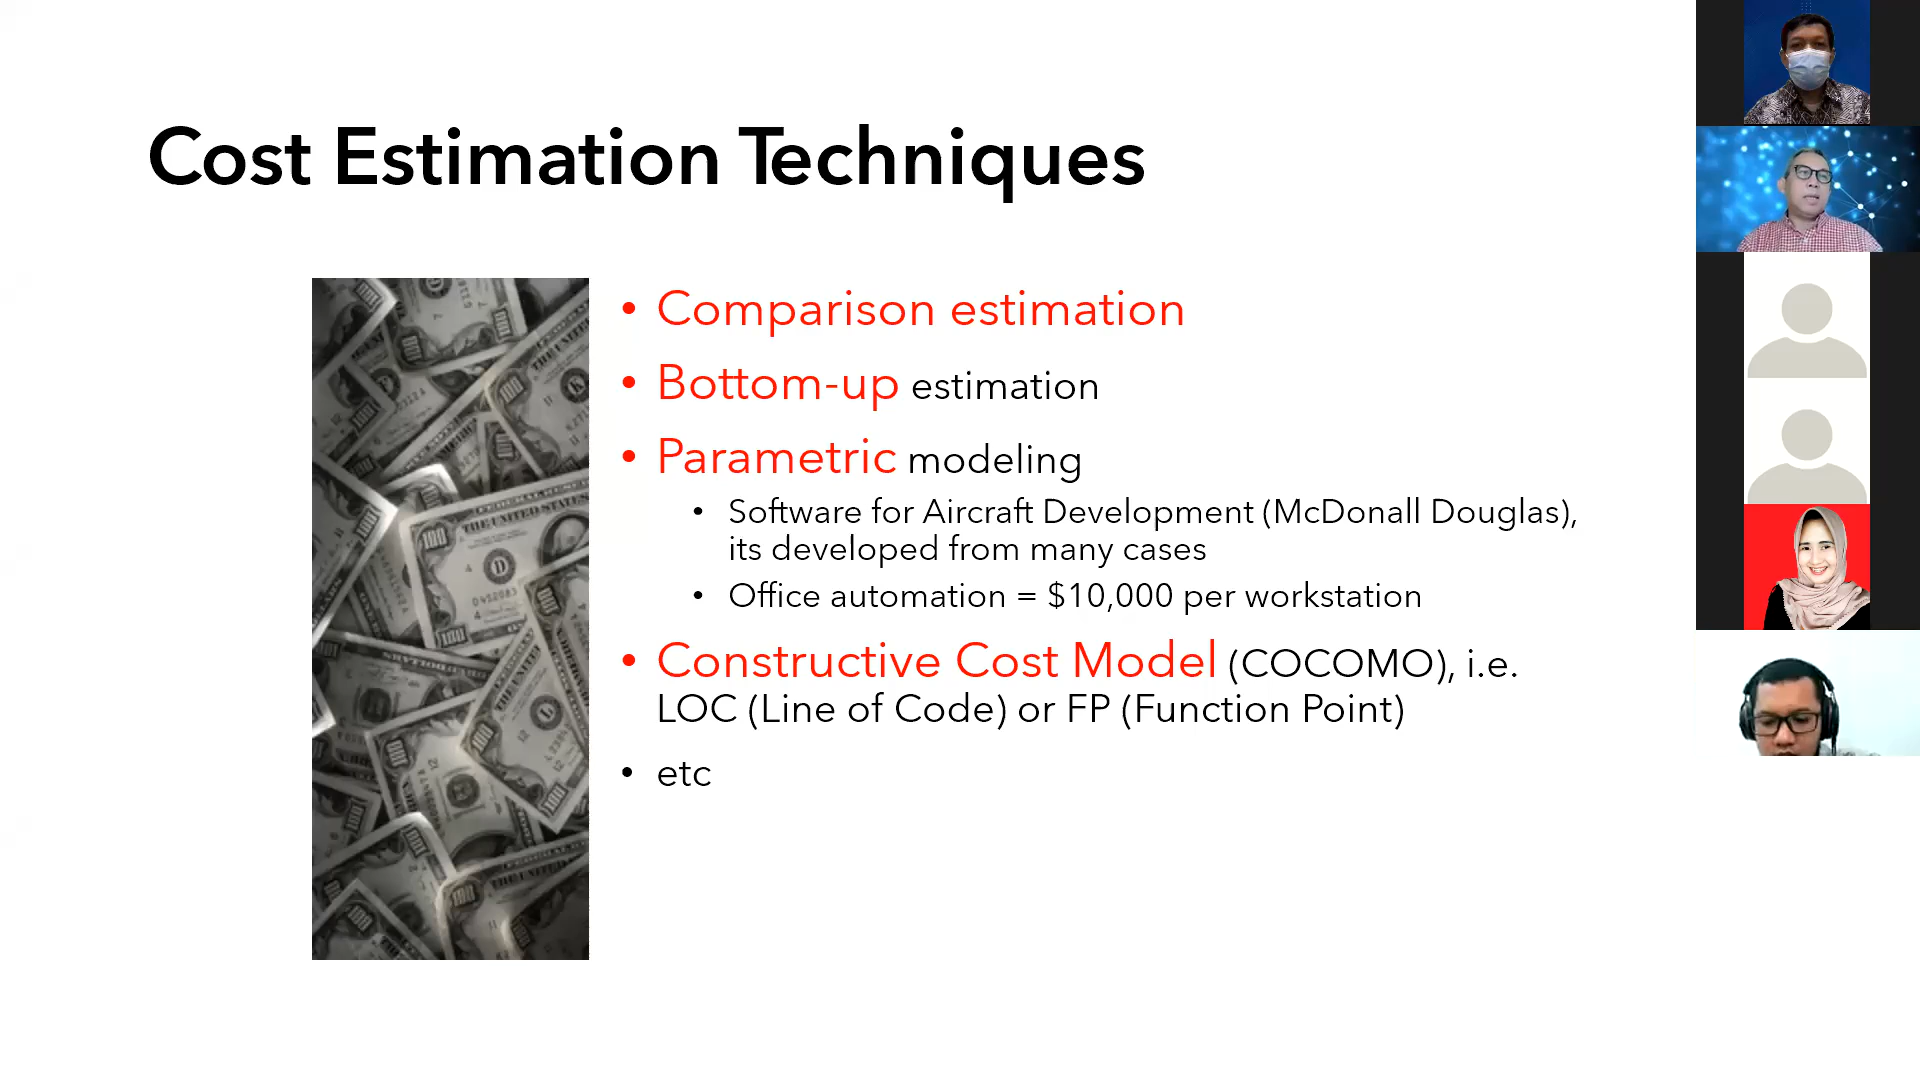 Cost Estimation Techniques
• Comparison estimation
• Bottom-up estimation
• Parametric modeling
• Software for Aircraft Development (McDonall Douglas),
its developed from many cases
• Office automation = $10,000 per workstation
• Constructive Cost Model (COCOMO), i.e.
LOC (Line of Code) or FP (Function Point)
• etc